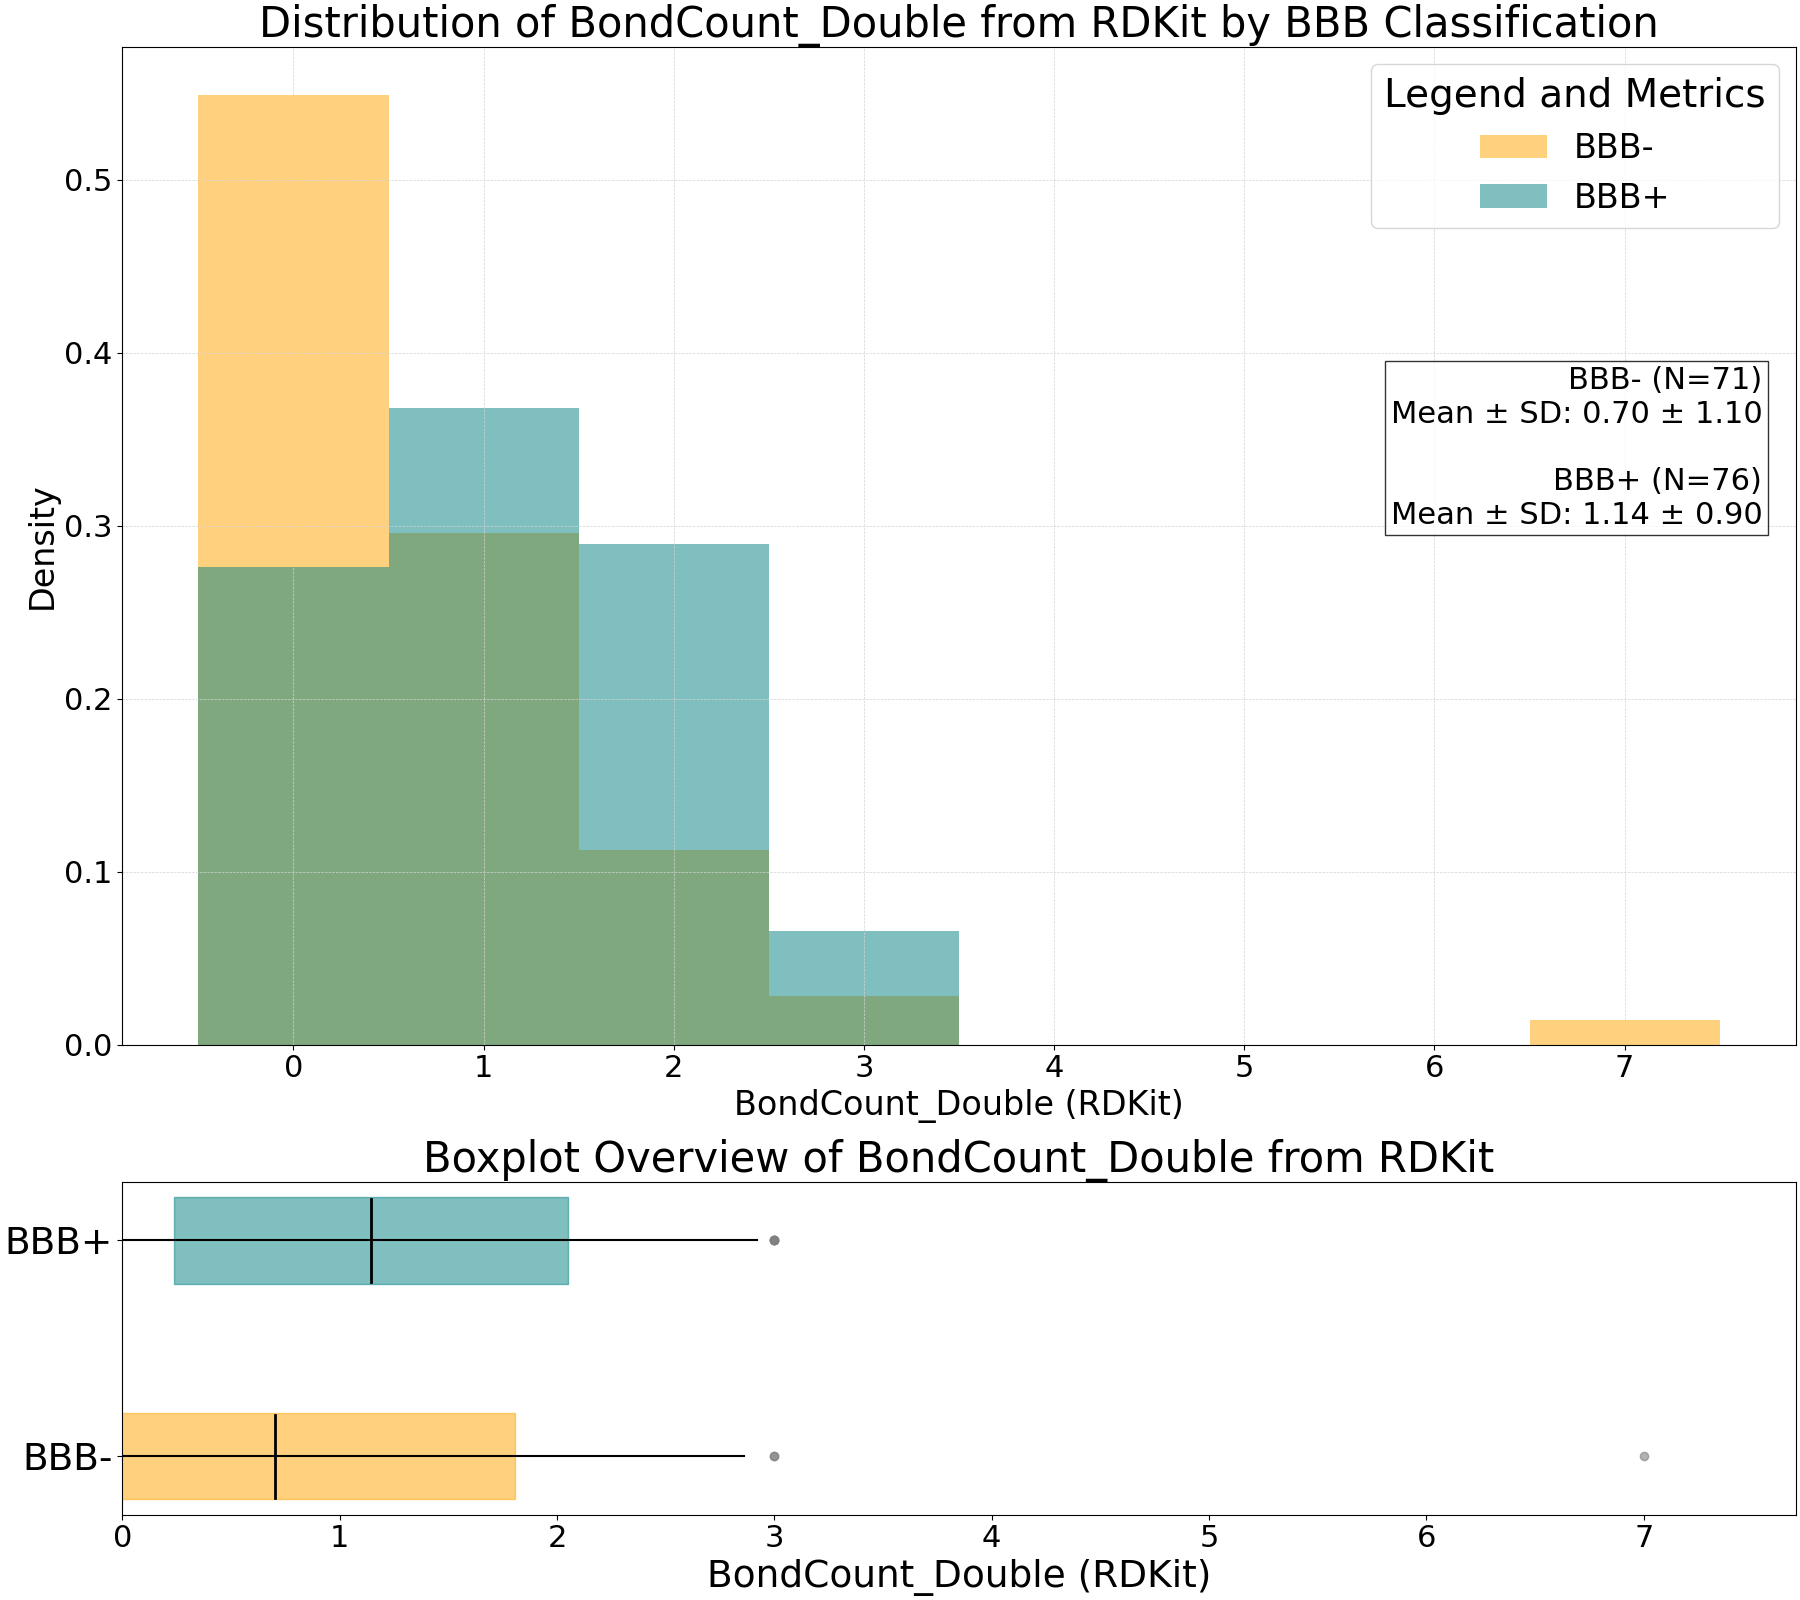 Distribution of BondCount_Double from RDKit by BBB Classification
Legend and Metrics
BBB-
BBB+
BBB- (N=71)
Mean ± SD: 0.70 ± 1.10
BBB+ (N=76)
Mean ± SD: 1.14 ± 0.90
Density
0.5
0.4
0.3
0.2
0.1
0.0
0 1 2 3 4 5 6 7
BondCount_Double (RDKit)
Boxplot Overview of BondCount_Double from RDKit
BBB+
BBB-
0 1 2 3 4 5 6 7
BondCount_Double (RDKit)